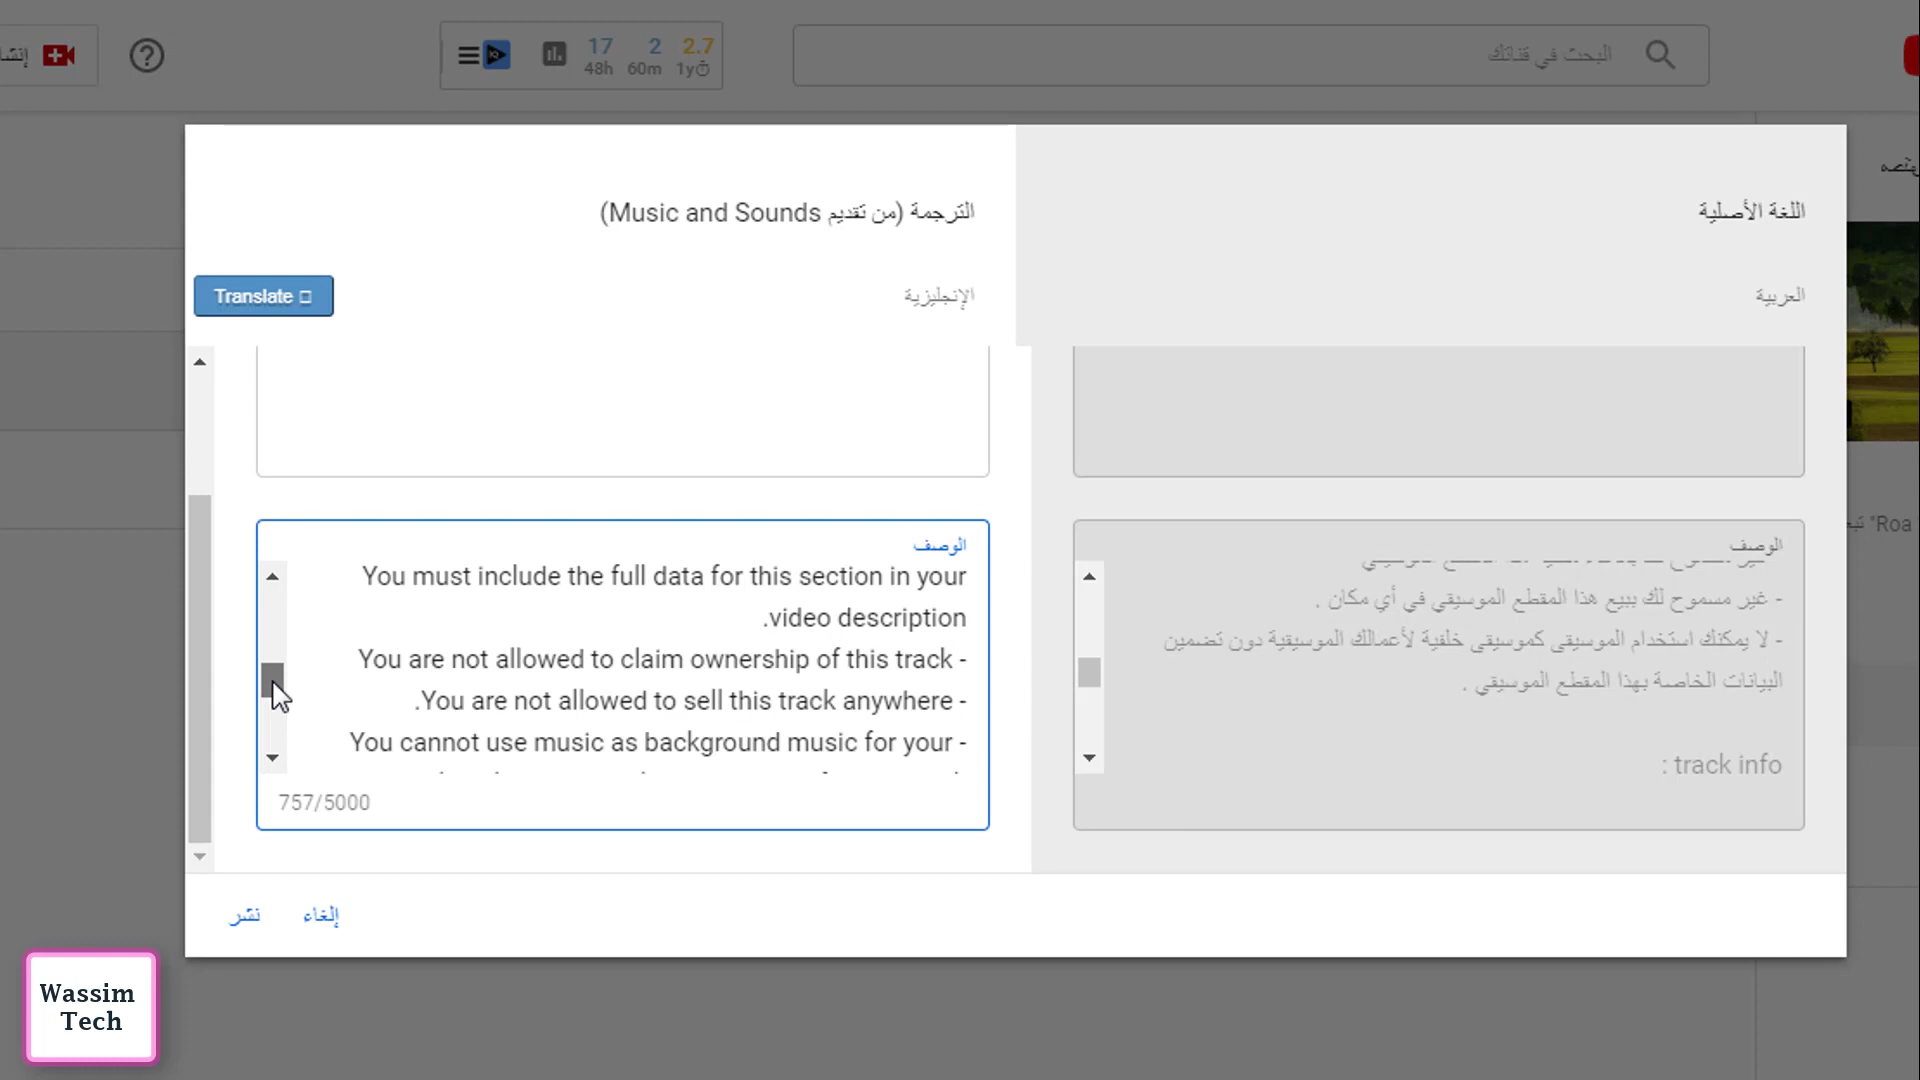 إنشا
17 2 2.7
48h 60m 1y
البحث في قناتك
اللغة الأصلية
الترجمة (من تقديم Music and Sounds)
العربية
الإنجليزية
Translate
"Roa
الوصف
- غير مسموح لك ببيع هذا المقطع الموسيقي في أي مكان .
- لا يمكنك استخدام الموسيقى كموسيقى خلفية لأعمالك الموسيقية دون تضمين
البيانات الخاصة بهذا المقطع الموسيقي .
track info :
الوصف
You must include the full data for this section in your
video description.
- You are not allowed to claim ownership of this track
- You are not allowed to sell this track anywhere.
- You cannot use music as background music for your
757/5000
إلغاء
نشر
Wassim
Tech